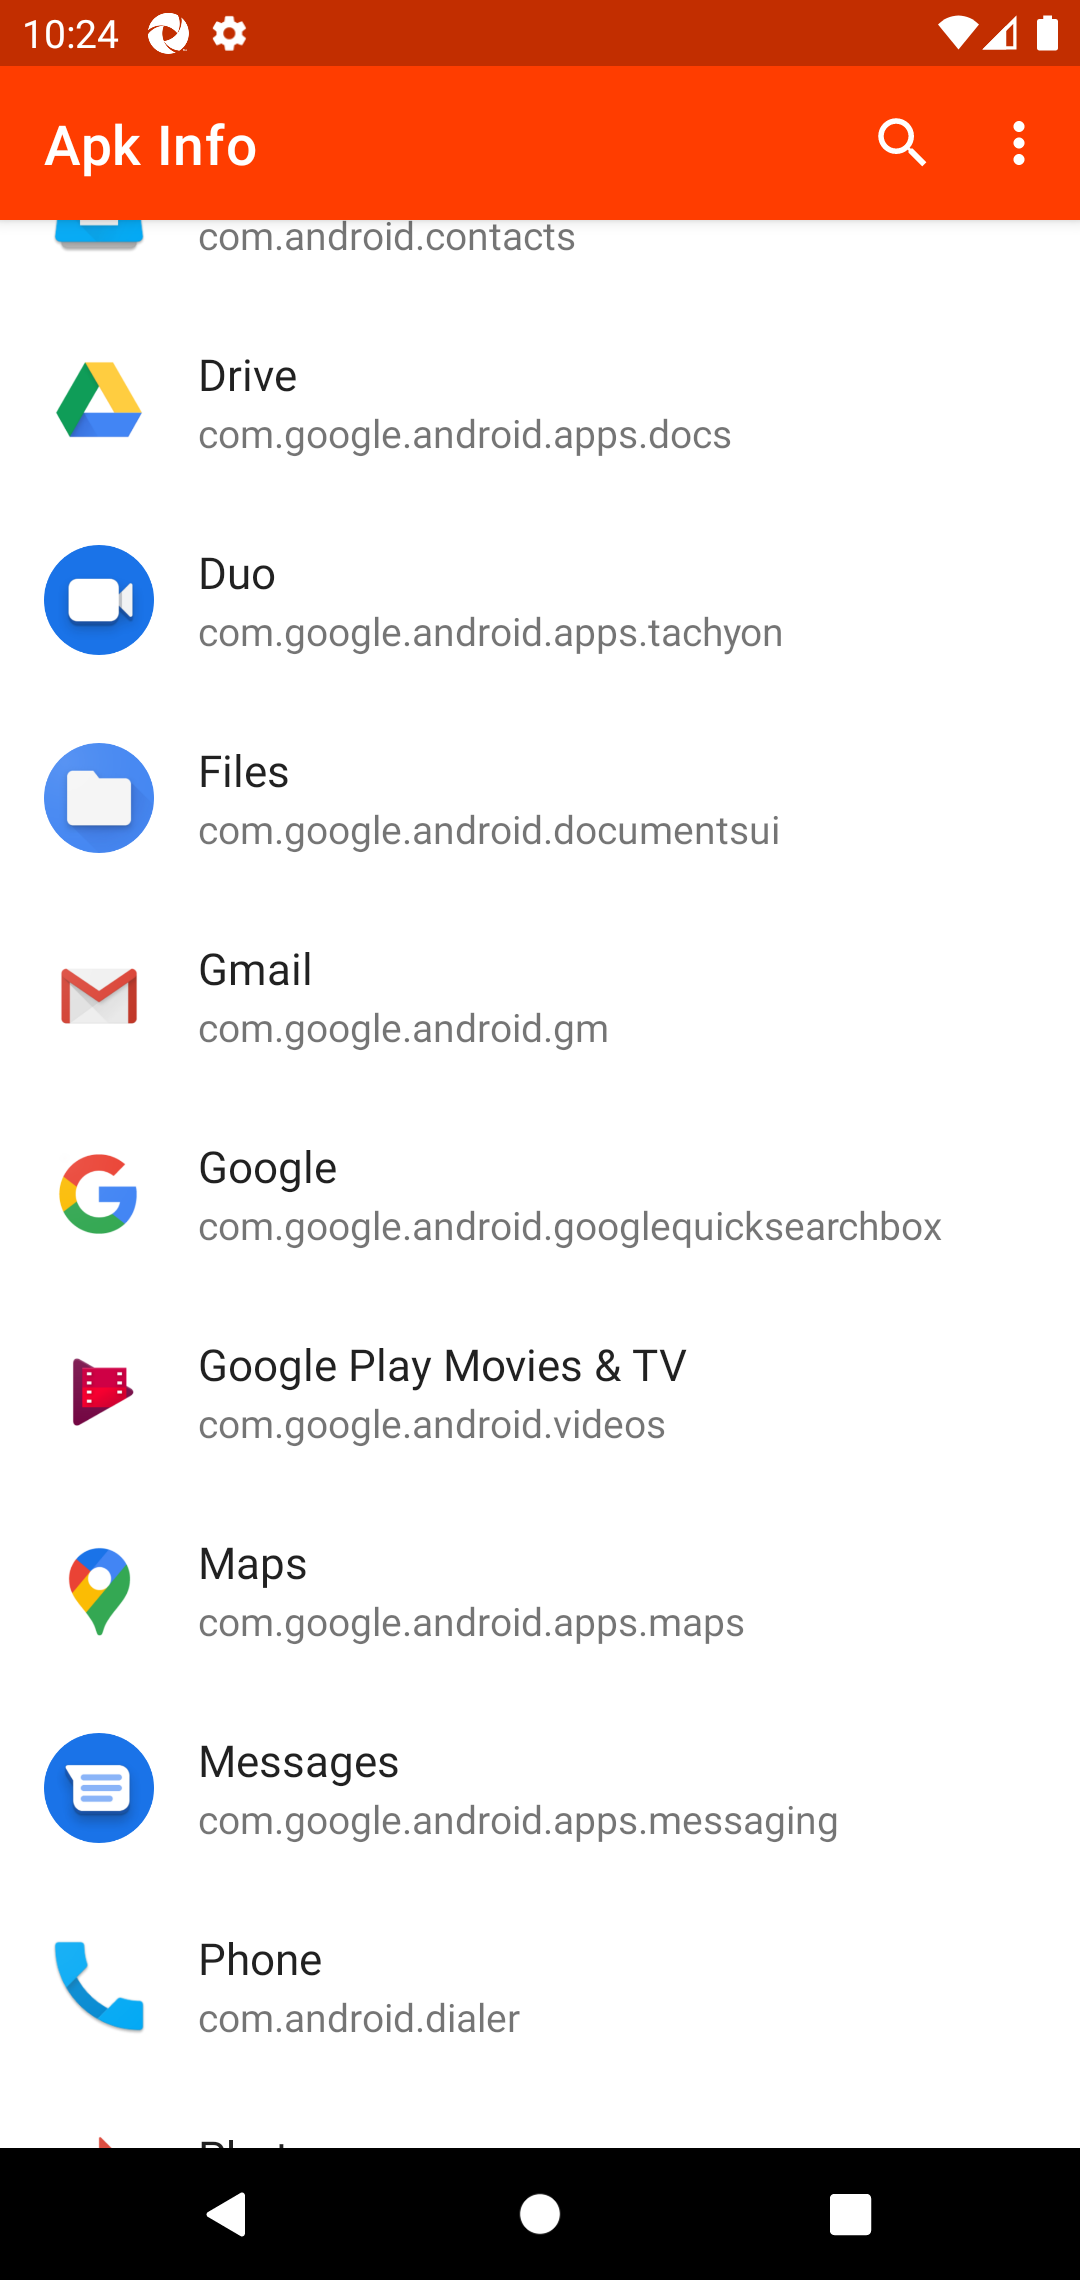 10:24
Apk Info
com.android.contacts
Drive
com.google.android.apps.docs
Duo
com.google.android.apps.tachyon
Files
com.google.android.documentsui
Gmail
com.google.android.gm
Google
com.google.android.googlequicksearchbox
Google Play Movies & TV
com.google.android.videos
Maps
com.google.android.apps.maps
Messages
com.google.android.apps.messaging
Phone
com.android.dialer